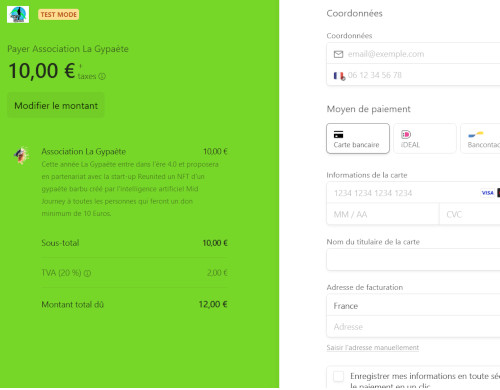 TEST MODE
Payer Association La Gypaète
10,00 € +
taxes
Modifier le montant
Association La Gypaète 10,00 €
Cette année La Gypaète entre dans l'ère 4.0 et proposera
en partenariat avec la start-up Reunited un NFT d'un
gypaète barbu créé par l'intelligence artificiel Mid
Journey à toutes les personnes qui feront un don
minimum de 10 Euros.
Sous-total 10,00 €
TVA (20 %) 2,00 €
Montant total dû 12,00 €
Coordonnées
Coordonnées
email@exemple.com
06 12 34 56 78
Moyen de paiement
Carte bancaire
iDEAL
Bancontac
Informations de la carte
1234 1234 1234 1234 VISA
MM / AA CVC
Nom du titulaire de la carte
Adresse de facturation
France
Adresse
Saisir l'adresse manuellement
Enregistrer mes informations en toute sé
le paiement en un clic